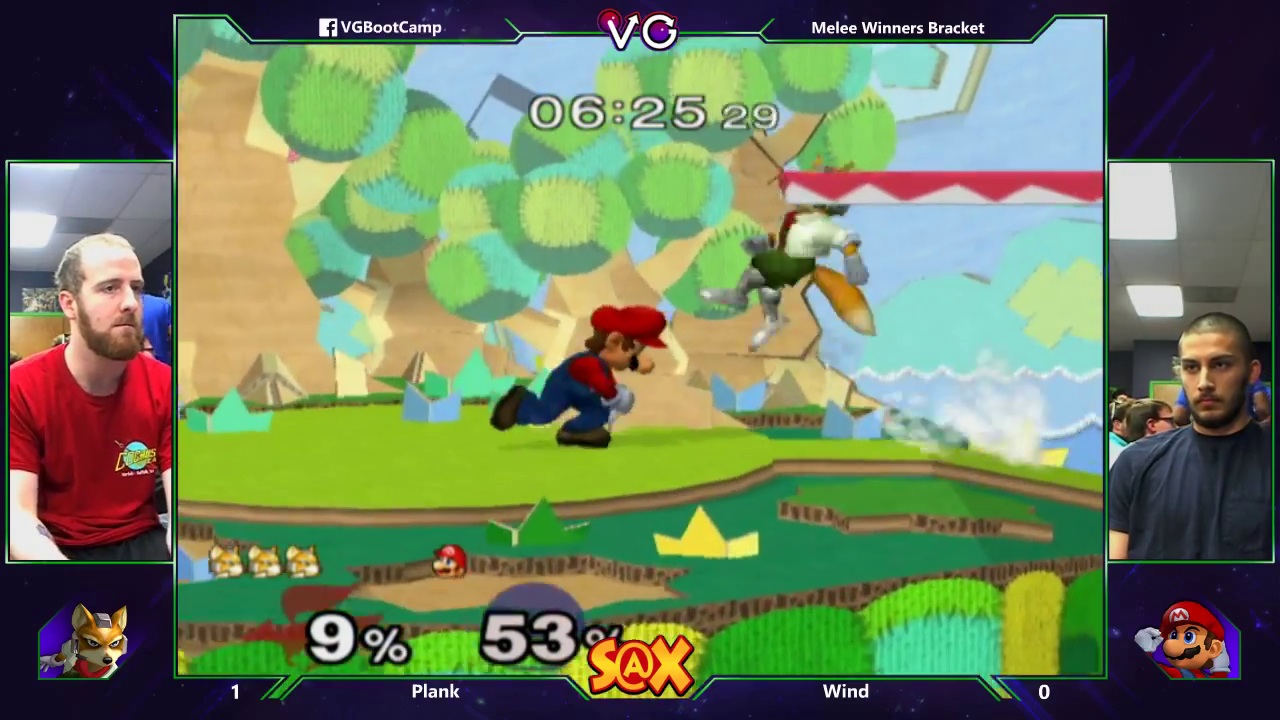 VGBootCamp
VG
Melee Winners Bracket
06:25 29
9%
53%
S@X
1
Plank
Wind
0